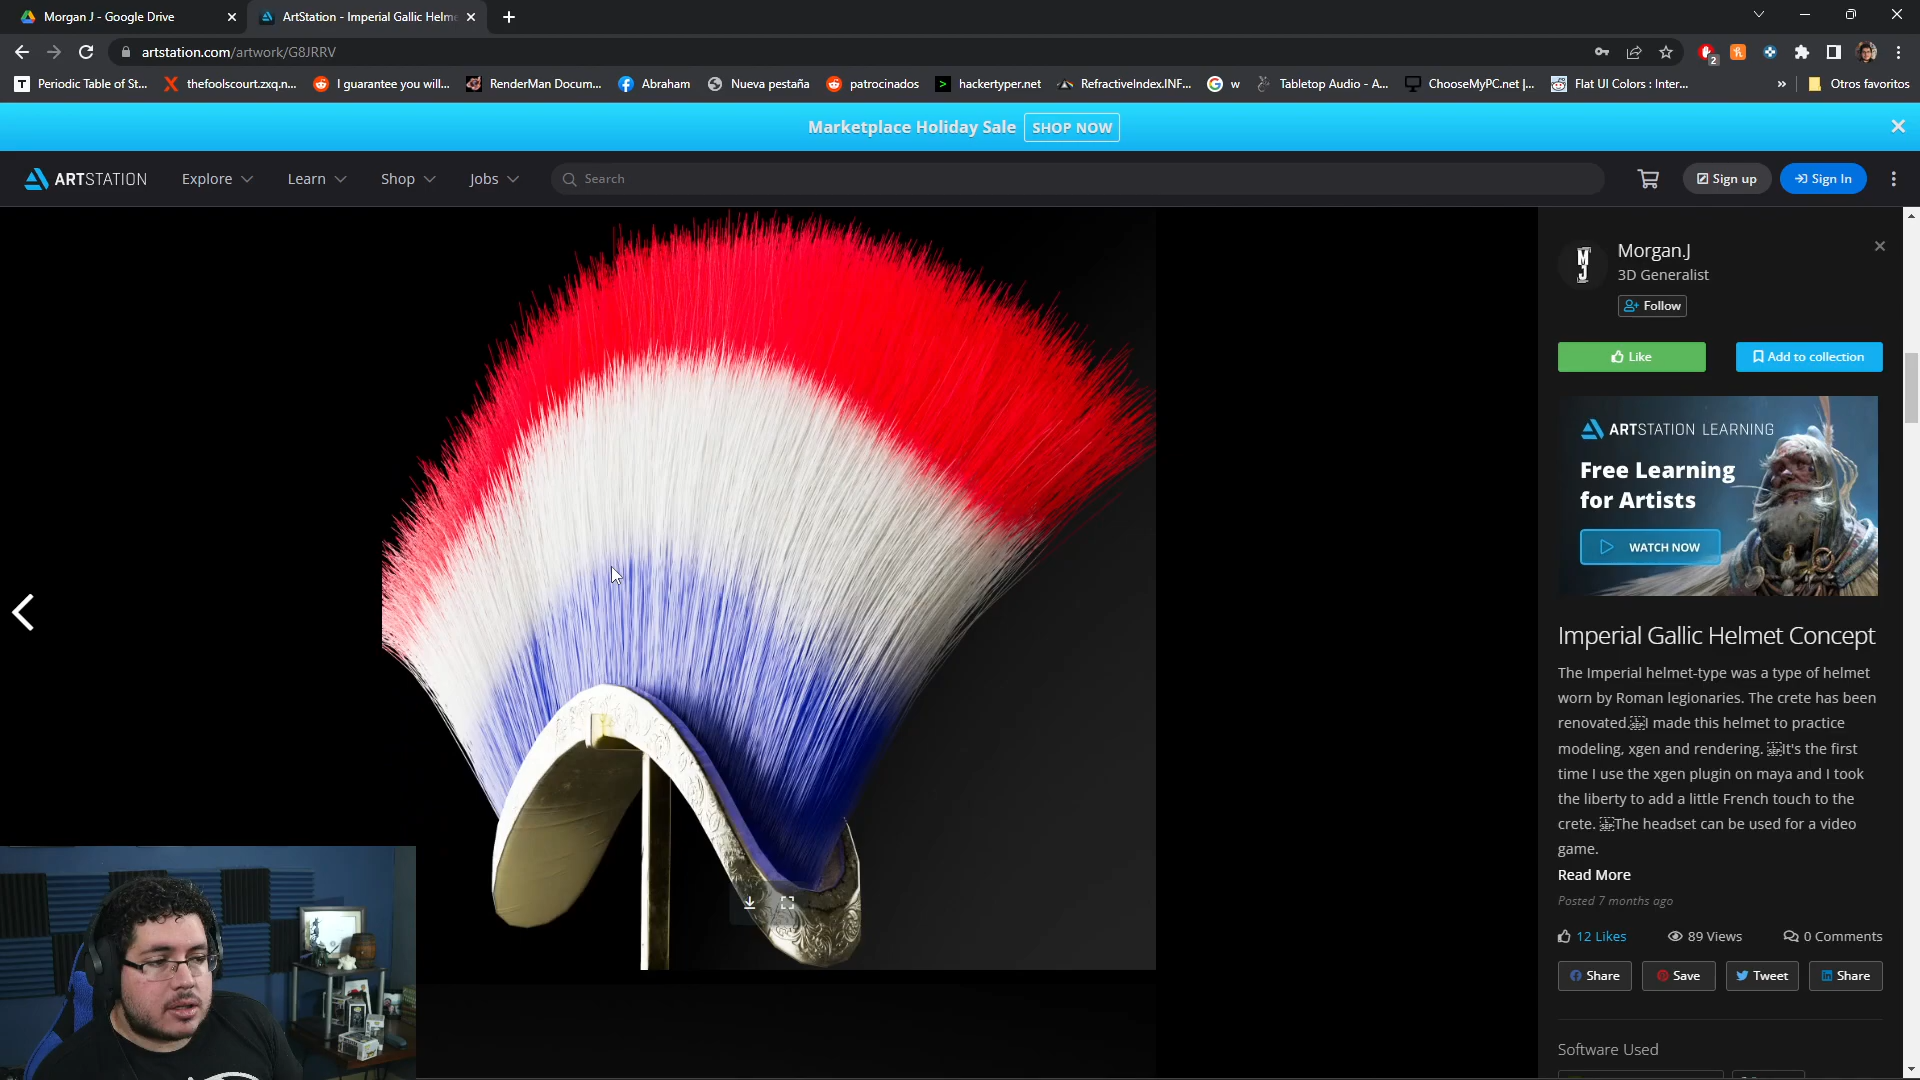 Morgan J - Google Drive
ArtStation - Imperial Gallic Helme
artstation.com/artwork/G8JRRV
2
Periodic Table of St...
thefoolscourt.zxq.n...
I guarantee you will...
RenderMan Docum...
Abraham
Nueva pestaña
patrocinados
hackertyper.net
RefractiveIndex.INF...
w
Tabletop Audio - A...
ChooseMyPC.net |...
Flat UI Colors : Inter...
»
Otros favoritos
Marketplace Holiday Sale SHOP NOW
ARTSTATION
Explore
Learn
Shop
Jobs
Search
Sign up
Sign In
MJ
Morgan.J
3D Generalist
Follow
Like
Add to collection
ARTSTATION LEARNING
Free Learning
for Artists
WATCH NOW
Imperial Gallic Helmet Concept
The Imperial helmet-type was a type of helmet
worn by Roman legionaries. The crete has been
renovated. I made this helmet to practice
modeling, xgen and rendering. It's the first
time I use the xgen plugin on maya and I took
the liberty to add a little French touch to the
crete. The headset can be used for a video
game.
Read More
Posted 7 months ago
12 Likes
89 Views
0 Comments
Share
Save
Tweet
Share
Software Used